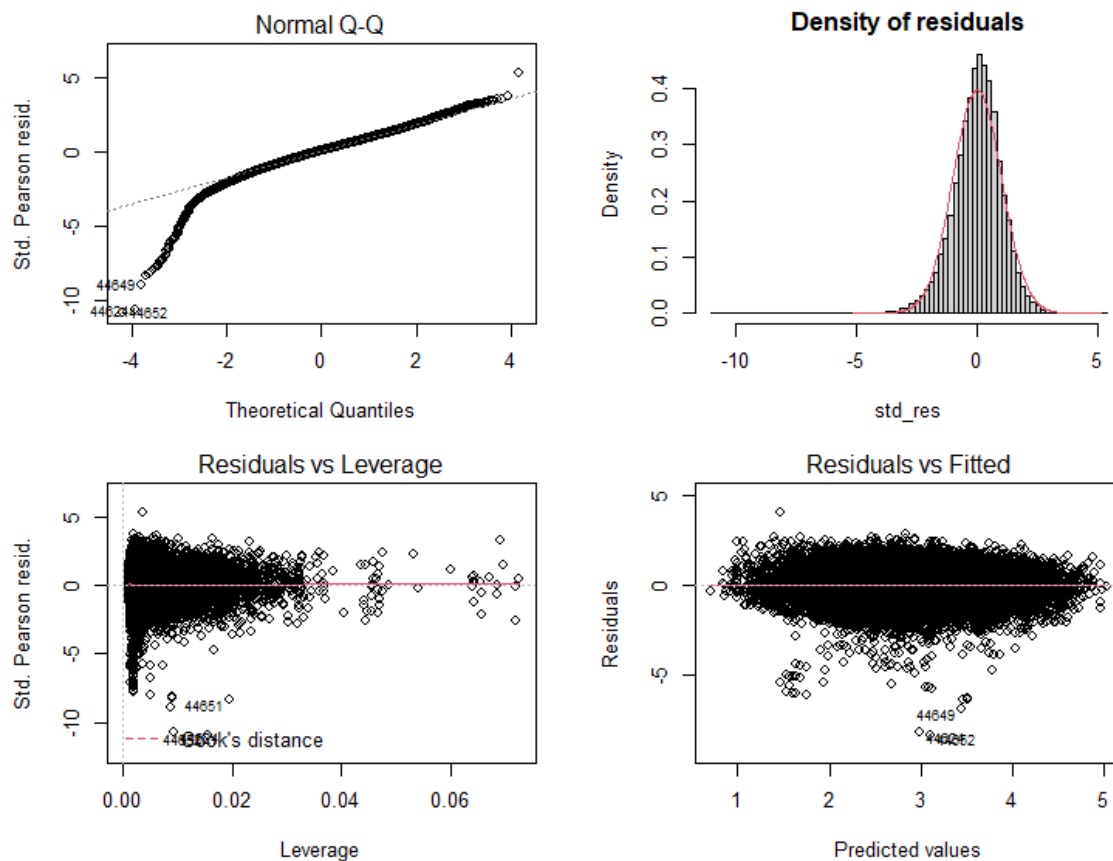 Normal Q-Q
Std. Pearson resid.
5
0
-5
-10
44649
44652
-4
-2
0
2
4
Theoretical Quantiles
Density of residuals
Density
0.4
0.3
0.2
0.1
0.0
-10
-5
0
5
std_res
Residuals vs Leverage
Std. Pearson resid.
5
0
-5
-10
44651
Cook's distance
0.00
0.02
0.04
0.06
Leverage
Residuals vs Fitted
Residuals
5
0
-5
44649
1
2
3
4
5
Predicted values